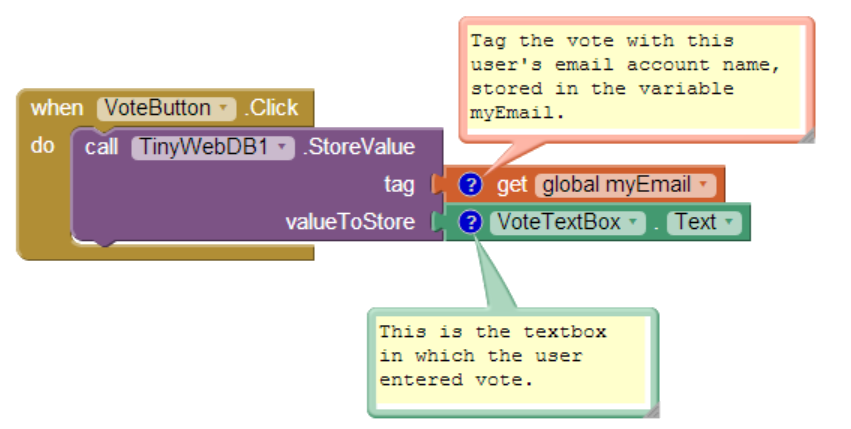 Tag the vote with this
user's email account name,
stored in the variable
myEmail.
when VoteButton .Click
do call TinyWebDB1 .StoreValue
tag ? get global myEmail
valueToStore ? VoteTextBox . Text
This is the textbox
in which the user
entered vote.